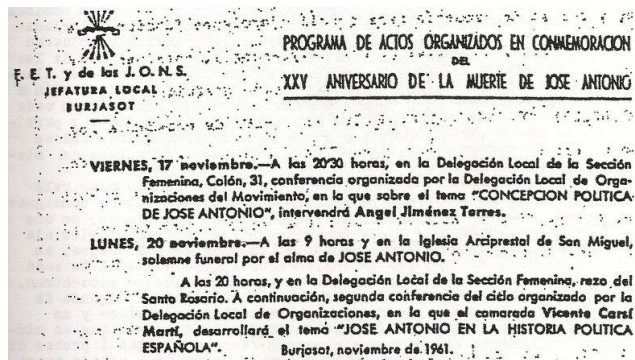 F. E. T. y de las J. O. N. S.
JEFATURA LOCAL
BURJASOT
PROGRAMA DE ACTOS ORGANIZADOS EN CONMEMORACION
DEL
XXV ANIVERSARIO DE LA MUERTE DE JOSE ANTONIO
VIERNES, 17 noviembre.—A las 20'30 horas, en la Delegación Local de la Sección
Femenina, Colón, 31, conferencia organizada por la Delegación Local de Orga-
nizaciones del Movimiento, en la que sobre el tema "CONCEPCION POLITICA
DE JOSE ANTONIO", intervendrá Angel Jiménez Torres.
LUNES, 20 noviembre.—A las 9 horas y en la Iglesia Arciprestal de San Miguel,
solemne funeral por el alma de JOSE ANTONIO.
A las 20 horas, y en la Delegación Local de la Sección Femenina, rezo del
Santo Rosario. A continuación, segunda conferencia del ciclo organizado por la
Delegación Local de Organizaciones, en la que el camarada Vicente Carsí
Martí, desarrollará el tema "JOSE ANTONIO EN LA HISTORIA POLITICA
ESPAÑOLA".
Burjasot, noviembre de 1961.